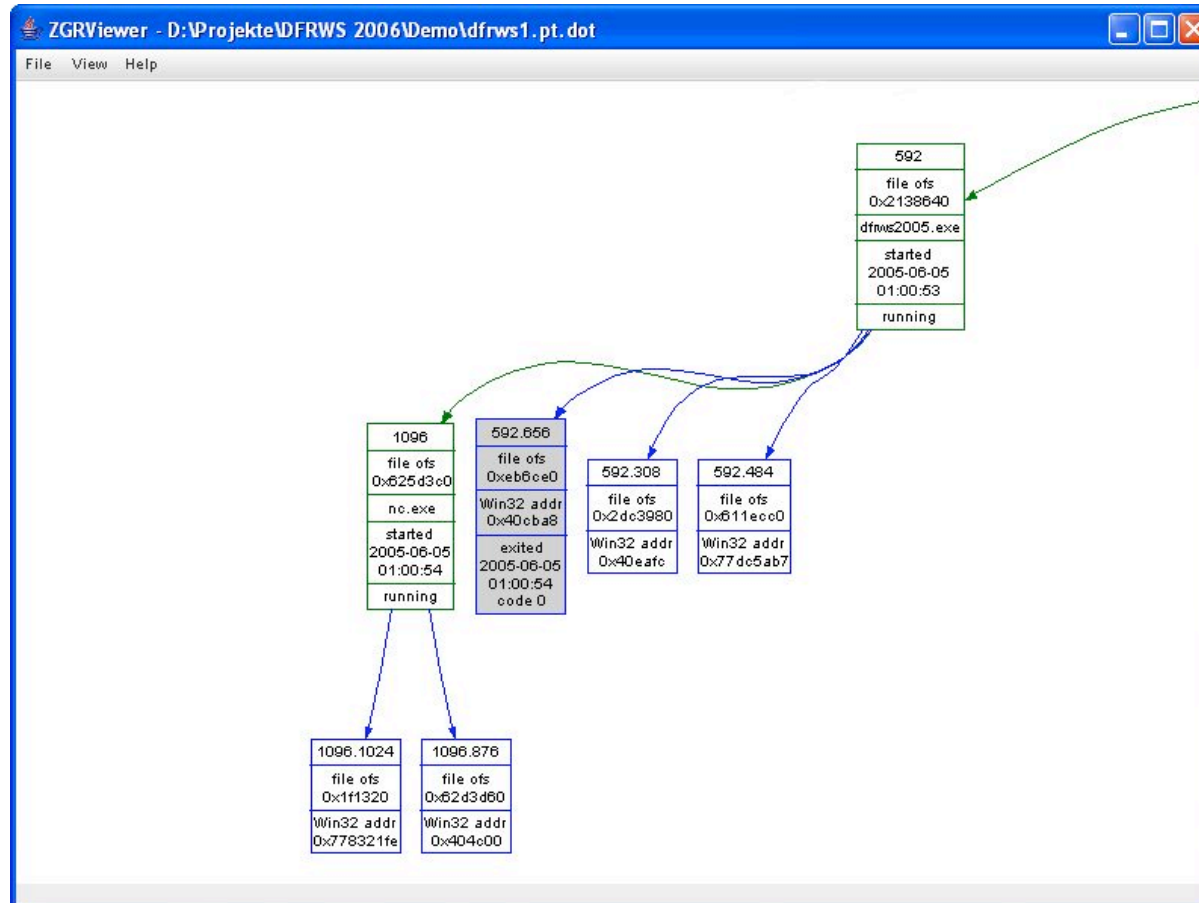 ZGRViewer - D:\Projekte\DFRWS 2006\Demo\dfrws1.pt.dot
File View Help
592
file ofs
0x2138640
dfrws2005.exe
started
2005-06-05
01:00:53
running
1096
file ofs
0x625d3c0
nc.exe
started
2005-06-05
01:00:54
running
592.656
file ofs
0xeb6ce0
Win32 addr
0x40cba8
exited
2005-06-05
01:00:54
code 0
592.308
file ofs
0x2dc3980
Win32 addr
0x40eafc
592.484
file ofs
0x611ecc0
Win32 addr
0x77dc5ab7
1096.1024
file ofs
0x1f1320
Win32 addr
0x778321fe
1096.876
file ofs
0x62d3d60
Win32 addr
0x404c00